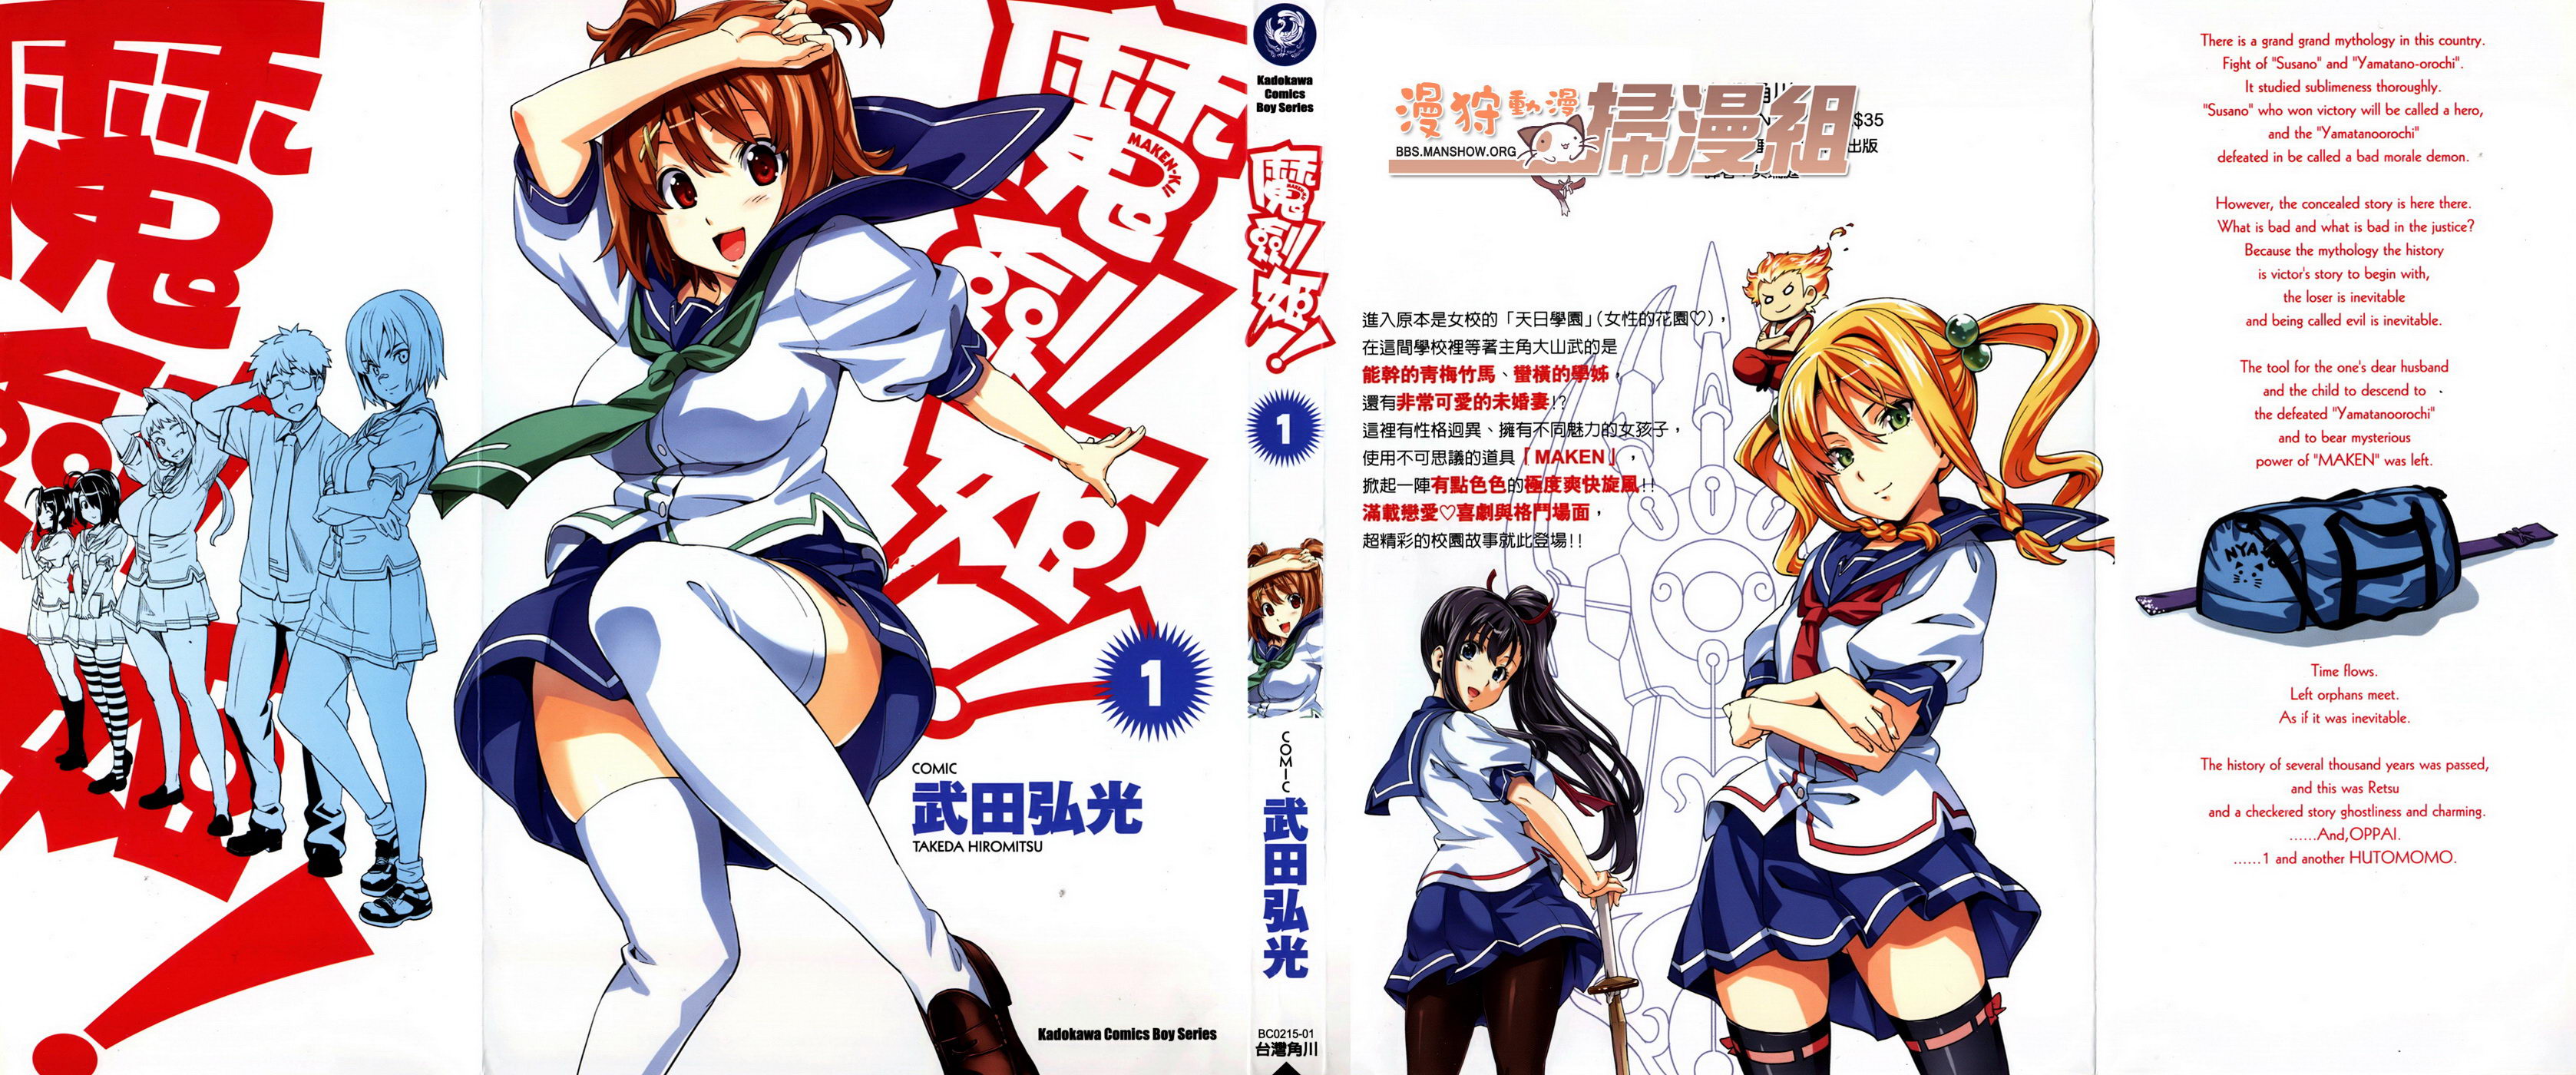 魔劍姬!
魔劍姬!
MAKEN-KI!
1
COMIC
武田弘光
TAKEDA HIROMITSU
Kadokawa Comics Boy Series
Kadokawa
Comics
Boy Series
魔劍姬!
1
COMIC
武田弘光
BC0215-01
台灣角川
漫狩動漫
掃漫組
BBS.MANSHOW.ORG
$35
出版
進入原本是女校的「天日學園」(女性的花園♡),
在這間學校裡等著主角大山武的是
能幹的青梅竹馬、蠻橫的學姊,
還有非常可愛的未婚妻!?
這裡有性格迥異、擁有不同魅力的女孩子,
使用不可思議的道具「MAKEN」,
掀起一陣有點色色的極度爽快旋風!!
滿載戀愛♡喜劇與格鬥場面,
超精彩的校園故事就此登場!!
There is a grand grand mythology in this country.
Fight of "Susano" and "Yamatano-orochi".
It studied sublimeness thoroughly.
"Susano" who won victory will be called a hero,
and the "Yamatanoorochi"
defeated in be called a bad morale demon.
However, the concealed story is here there.
What is bad and what is bad in the justice?
Because the mythology the history
is victor's story to begin with,
the loser is inevitable
and being called evil is inevitable.
The tool for the one's dear husband
and the child to descend to
the defeated "Yamatanoorochi"
and to bear mysterious
power of "MAKEN" was left.
NYA
Time flows.
Left orphans meet.
As if it was inevitable.
The history of several thousand years was passed,
and this was Retsu
and a checkered story ghostliness and charming.
......And,OPPAI.
......1 and another HUTOMOMO.